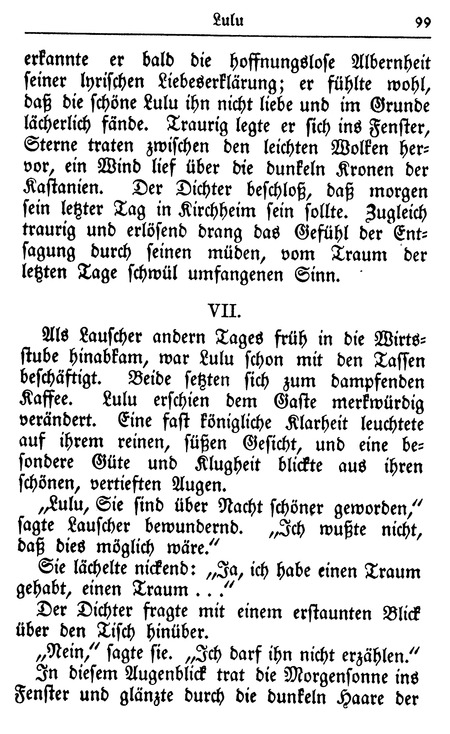 Lulu 99
erkannte er bald die hoffnungslose Albernheit
seiner lyrischen Liebeserklärung; er fühlte wohl,
daß die schöne Lulu ihn nicht liebe und im Grunde
lächerlich fände. Traurig legte er sich ins Fenster,
Sterne traten zwischen den leichten Wolken her-
vor, ein Wind lief über die dunkeln Kronen der
Kastanien. Der Dichter beschloß, daß morgen
sein letzter Tag in Kirchheim sein sollte. Zugleich
traurig und erlösend drang das Gefühl der Ent-
sagung durch seinen müden, vom Traum der
letzten Tage schwül umfangenen Sinn.
VII.
Als Lauscher andern Tages früh in die Wirts-
stube hinabkam, war Lulu schon mit den Tassen
beschäftigt. Beide setzten sich zum dampfenden
Kaffee. Lulu erschien dem Gaste merkwürdig
verändert. Eine fast königliche Klarheit leuchtete
auf ihrem reinen, süßen Gesicht, und eine be-
sondere Güte und Klugheit blickte aus ihren
schönen, vertieften Augen.
„Lulu, Sie sind über Nacht schöner geworden,“
sagte Lauscher bewundernd. „Ich wußte nicht,
daß dies möglich wäre.“
Sie lächelte nickend: „Ja, ich habe einen Traum
gehabt, einen Traum . . .“
Der Dichter fragte mit einem erstaunten Blick
über den Tisch hinüber.
„Nein,“ sagte sie. „Ich darf ihn nicht erzählen.“
In diesem Augenblick trat die Morgensonne ins
Fenster und glänzte durch die dunkeln Haare der